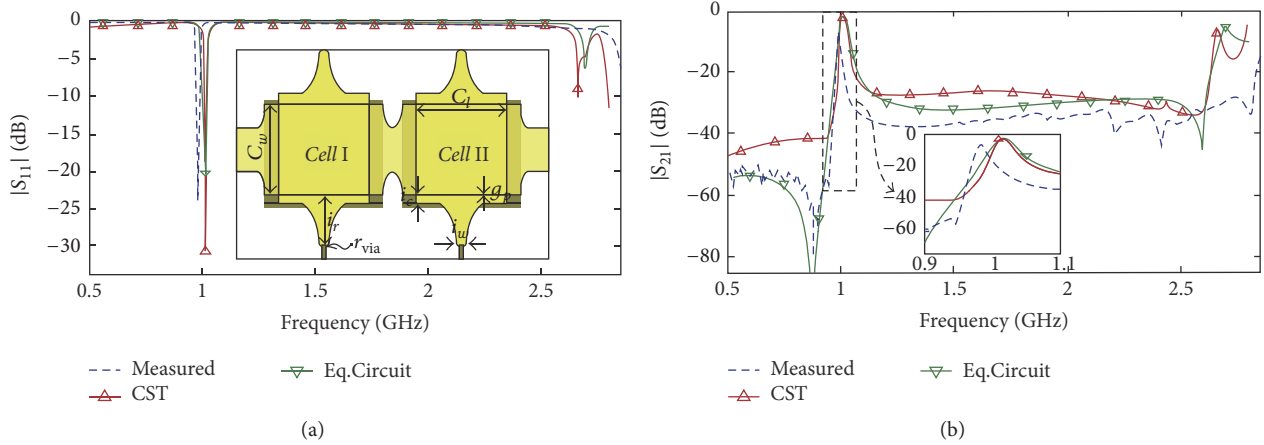 0
−5
−10
−15
−20
−25
−30
|S11| (dB)
0.5
1
1.5
2
2.5
Frequency (GHz)
Cw
Cl
Cell I
Cell II
ic
gp
ir
iw
rvia
Measured
CST
Eq.Circuit
(a)
0
−20
−40
−60
−80
|S21| (dB)
0.5
1
1.5
2
2.5
Frequency (GHz)
0
−20
−40
−60
0.9
1
1.1
Measured
CST
Eq.Circuit
(b)